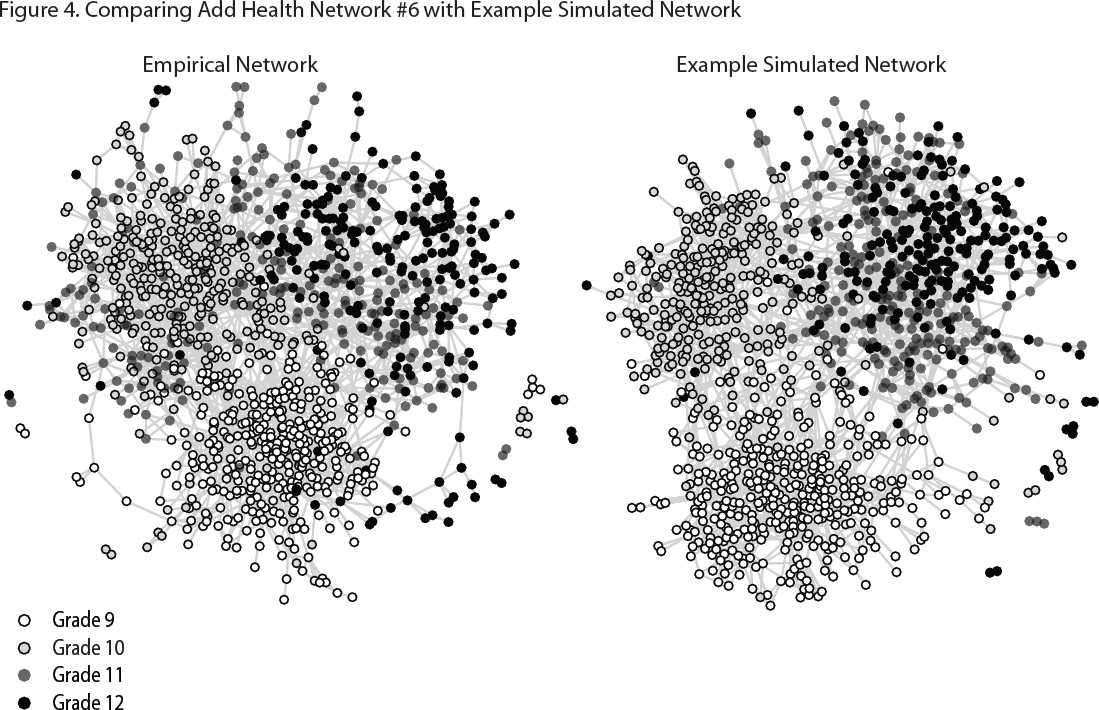 Figure 4. Comparing Add Health Network #6 with Example Simulated Network
Empirical Network
Example Simulated Network
Grade 9
Grade 10
Grade 11
Grade 12